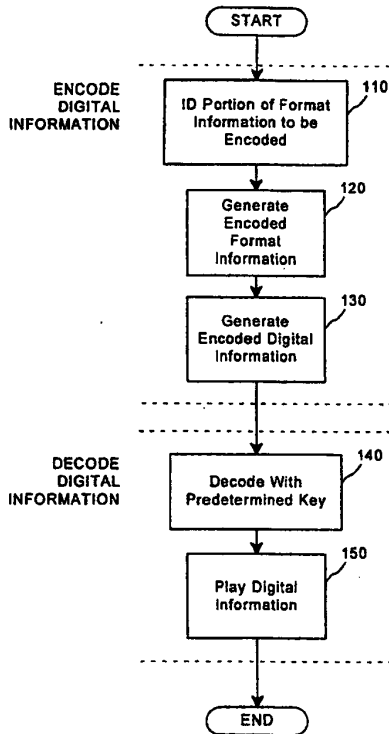 START
ENCODE
DIGITAL
INFORMATION
110
ID Portion of Format
Information to be
Encoded
120
Generate
Encoded
Format
Information
130
Generate
Encoded Digital
Information
DECODE
DIGITAL
INFORMATION
140
Decode With
Predetermined Key
150
Play Digital
Information
END